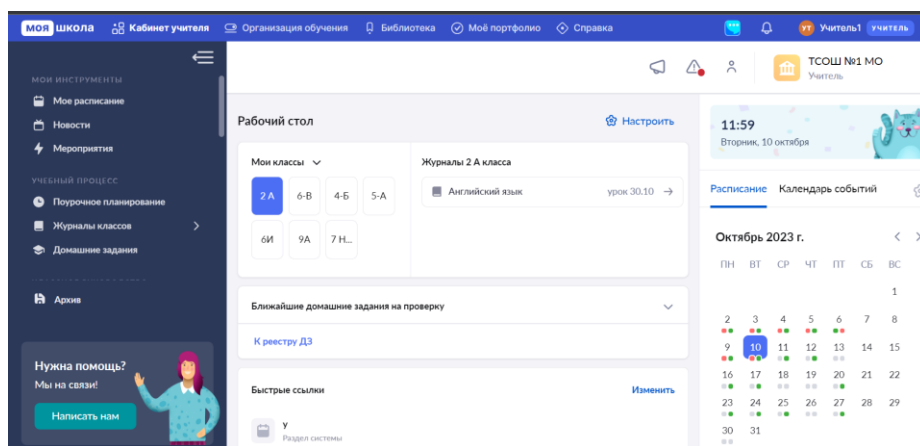 моя школа Кабинет учителя Организация обучения Библиотека Моё портфолио Справка УТ Учитель1 УЧИТЕЛЬ
МОИ ИНСТРУМЕНТЫ
Мое расписание
Новости
Мероприятия
УЧЕБНЫЙ ПРОЦЕСС
Поурочное планирование
Журналы классов
Домашние задания
Архив
Нужна помощь?
Мы на связи!
Написать нам
ТСОШ №1 МО
Учитель
Рабочий стол Настроить
Мои классы
2 А 6-В 4-Б 5-А
6И 9А 7 Н...
Журналы 2 А класса
Английский язык урок 30.10
Ближайшие домашние задания на проверку
К реестру ДЗ
Быстрые ссылки Изменить
У
Раздел системы
11:59
Вторник, 10 октября
Расписание Календарь событий
Октябрь 2023 г.
ПН ВТ СР ЧТ ПТ СБ ВС
1
2 3 4 5 6 7 8
9 10 11 12 13 14 15
16 17 18 19 20 21 22
23 24 25 26 27 28 29
30 31